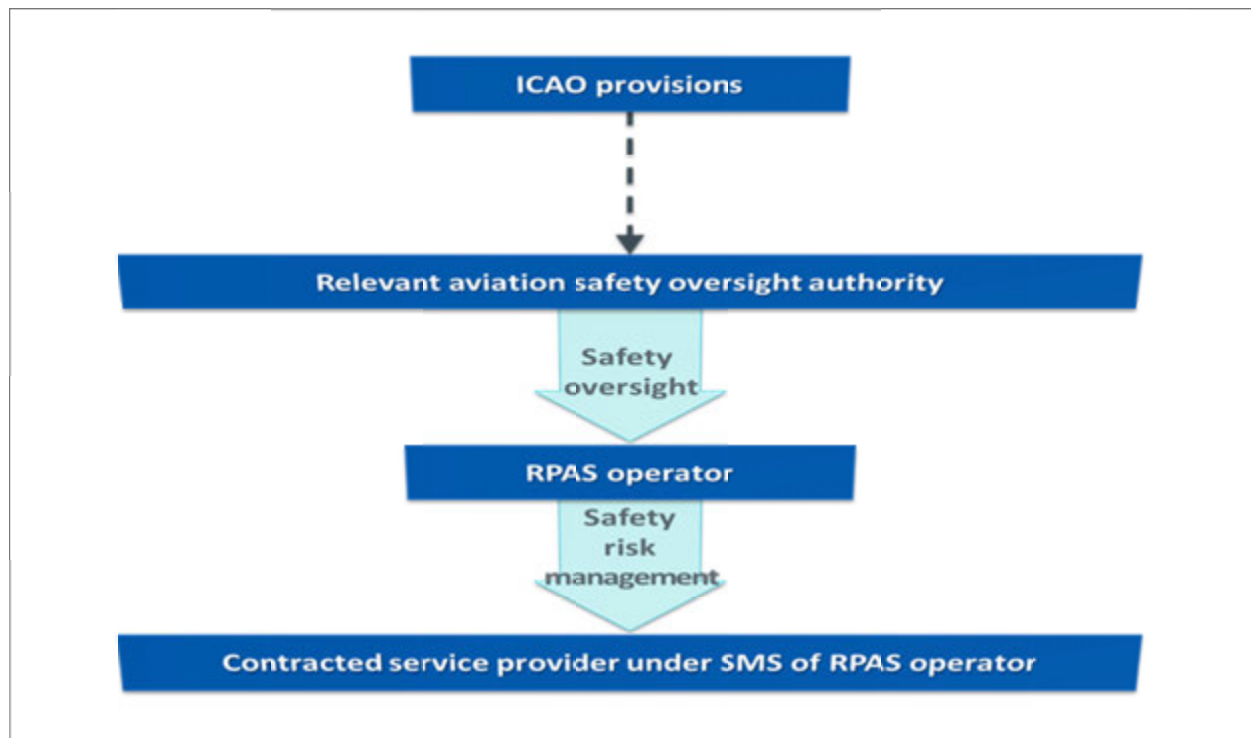 ICAO provisions
Relevant aviation safety oversight authority
Safety
oversight
RPAS operator
Safety
risk
management
Contracted service provider under SMS of RPAS operator